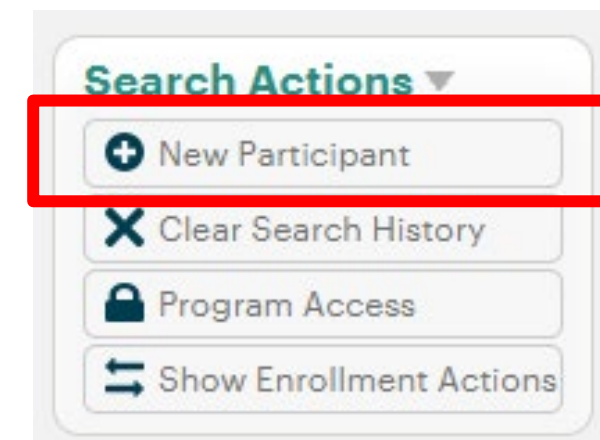 Search Actions
New Participant
Clear Search History
Program Access
Show Enrollment Actions